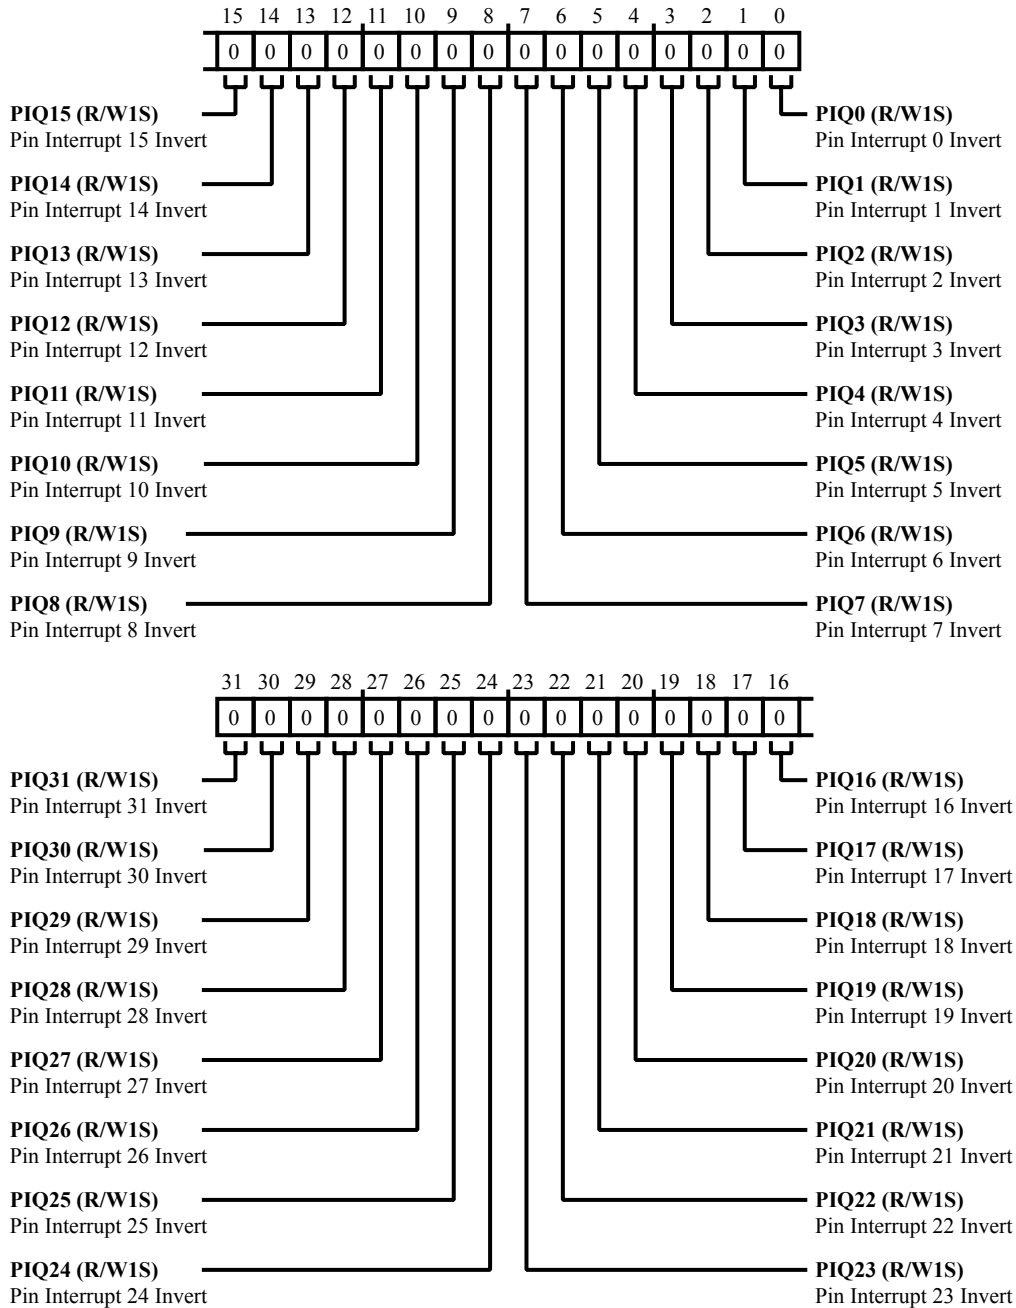 15 14 13 12 11 10 9 8 7 6 5 4 3 2 1 0
0 0 0 0 0 0 0 0 0 0 0 0 0 0 0 0
PIQ15 (R/W1S)
Pin Interrupt 15 Invert
PIQ14 (R/W1S)
Pin Interrupt 14 Invert
PIQ13 (R/W1S)
Pin Interrupt 13 Invert
PIQ12 (R/W1S)
Pin Interrupt 12 Invert
PIQ11 (R/W1S)
Pin Interrupt 11 Invert
PIQ10 (R/W1S)
Pin Interrupt 10 Invert
PIQ9 (R/W1S)
Pin Interrupt 9 Invert
PIQ8 (R/W1S)
Pin Interrupt 8 Invert
PIQ0 (R/W1S)
Pin Interrupt 0 Invert
PIQ1 (R/W1S)
Pin Interrupt 1 Invert
PIQ2 (R/W1S)
Pin Interrupt 2 Invert
PIQ3 (R/W1S)
Pin Interrupt 3 Invert
PIQ4 (R/W1S)
Pin Interrupt 4 Invert
PIQ5 (R/W1S)
Pin Interrupt 5 Invert
PIQ6 (R/W1S)
Pin Interrupt 6 Invert
PIQ7 (R/W1S)
Pin Interrupt 7 Invert
31 30 29 28 27 26 25 24 23 22 21 20 19 18 17 16
0 0 0 0 0 0 0 0 0 0 0 0 0 0 0 0
PIQ31 (R/W1S)
Pin Interrupt 31 Invert
PIQ30 (R/W1S)
Pin Interrupt 30 Invert
PIQ29 (R/W1S)
Pin Interrupt 29 Invert
PIQ28 (R/W1S)
Pin Interrupt 28 Invert
PIQ27 (R/W1S)
Pin Interrupt 27 Invert
PIQ26 (R/W1S)
Pin Interrupt 26 Invert
PIQ25 (R/W1S)
Pin Interrupt 25 Invert
PIQ24 (R/W1S)
Pin Interrupt 24 Invert
PIQ16 (R/W1S)
Pin Interrupt 16 Invert
PIQ17 (R/W1S)
Pin Interrupt 17 Invert
PIQ18 (R/W1S)
Pin Interrupt 18 Invert
PIQ19 (R/W1S)
Pin Interrupt 19 Invert
PIQ20 (R/W1S)
Pin Interrupt 20 Invert
PIQ21 (R/W1S)
Pin Interrupt 21 Invert
PIQ22 (R/W1S)
Pin Interrupt 22 Invert
PIQ23 (R/W1S)
Pin Interrupt 23 Invert